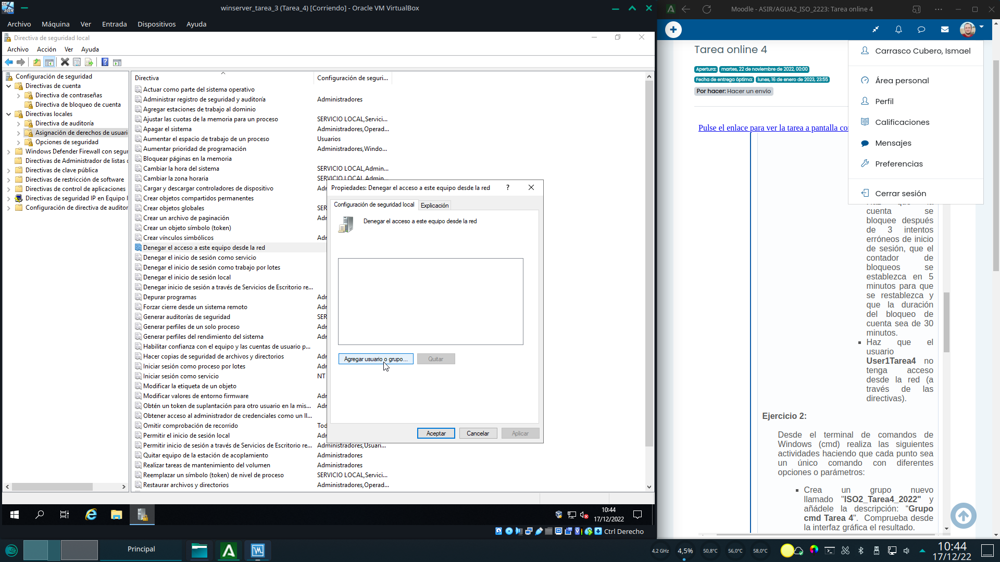 winserver_tarea_3 (Tarea_4) [Corriendo] - Oracle VM VirtualBox
Archivo Máquina Ver Entrada Dispositivos Ayuda
Directiva de seguridad local
Archivo Acción Ver Ayuda
Configuración de seguridad
Directivas de cuenta
Directiva de contraseñas
Directiva de bloqueo de cuenta
Directivas locales
Directiva de auditoría
Asignación de derechos de usuari
Opciones de seguridad
Windows Defender Firewall con segur
Directivas de Administrador de listas
Directivas de clave pública
Directivas de restricción de software
Directivas de control de aplicaciones
Directivas de seguridad IP en Equipo l
Configuración de directiva de auditor
Directiva Configuración de seguri...
Actuar como parte del sistema operativo
Administrar registro de seguridad y auditoría Administradores
Agregar estaciones de trabajo al dominio
Ajustar las cuotas de la memoria para un proceso SERVICIO LOCAL,Servici...
Apagar el sistema Administradores,Operad...
Aumentar el espacio de trabajo de un proceso Usuarios
Aumentar prioridad de programación Administradores,Windo...
Bloquear páginas en la memoria
Cambiar la hora del sistema SERVICIO LOCAL,Admin...
Cambiar la zona horaria SERVICIO LOCAL,Admin...
Cargar y descargar controladores de dispositivo Adr
Crear objetos compartidos permanentes
Crear objetos globales SER
Crear un archivo de paginación Adr
Crear un objeto símbolo (token)
Crear vínculos simbólicos Adr
Denegar el acceso a este equipo desde la red
Denegar el inicio de sesión como servicio
Denegar el inicio de sesión como trabajo por lotes
Denegar el inicio de sesión local
Denegar inicio de sesión a través de Servicios de Escritorio re...
Depurar programas Adr
Forzar cierre desde un sistema remoto Adr
Generar auditorías de seguridad SER
Generar perfiles de un solo proceso Adr
Generar perfiles del rendimiento del sistema Adr
Habilitar confianza con el equipo y las cuentas de usuario p...
Hacer copias de seguridad de archivos y directorios Adr
Iniciar sesión como proceso por lotes Adr
Iniciar sesión como servicio NT
Modificar la etiqueta de un objeto
Modificar valores de entorno firmware Adr
Obtén un token de suplantación para otro usuario en la mis... Adr
Obtener acceso al administrador de credenciales como un ll...
Omitir comprobación de recorrido Tod
Permitir el inicio de sesión local Adr
Permitir inicio de sesión a través de Servicios de Escritorio re... Administradores,Usuari...
Quitar equipo de la estación de acoplamiento Administradores
Realizar tareas de mantenimiento del volumen Administradores
Reemplazar un símbolo (token) de nivel de proceso SERVICIO LOCAL,Servici...
Restaurar archivos y directorios Administradores,Operad...
Propiedades: Denegar el acceso a este equipo desde la red ?
Configuración de seguridad local Explicación
Denegar el acceso a este equipo desde la red
Agregar usuario o grupo... Quitar
Aceptar Cancelar Aplicar
10:44
17/12/2022
Ctrl Derecho
Moodle - ASIR/AGUA2_ISO_2223: Tarea online 4
Tarea online 4
Apertura: martes, 22 de noviembre de 2022, 00:00
Fecha de entrega óptima: lunes, 16 de enero de 2023, 23:55
Por hacer: Hacer un envío
Pulse el enlace para ver la tarea a pantalla co
Carrasco Cubero, Ismael
Área personal
Perfil
Calificaciones
Mensajes
Preferencias
Cerrar sesión
Haz que la
cuenta se
bloquee después
de 3 intentos
erróneos de inicio
de sesión, que el
contador de
bloqueos se
establezca en 5
minutos para que
se restablezca y
que la duración
del bloqueo de
cuenta sea de 30
minutos.
Haz que el
usuario
User1Tarea4 no
tenga acceso
desde la red (a
través de las
directivas).
Ejercicio 2:
Desde el terminal de comandos de
Windows (cmd) realiza las siguientes
actividades haciendo que cada punto sea
un único comando con diferentes
opciones o parámetros:
Crea un grupo nuevo
llamado "ISO2_Tarea4_2022" y
añádele la descripción: “Grupo
cmd Tarea 4". Comprueba desde
la interfaz gráfica el resultado.
Principal
4,2 GHz 4,5% 50,8°C 56,0°C 58,0°C
10:44
17/12/22